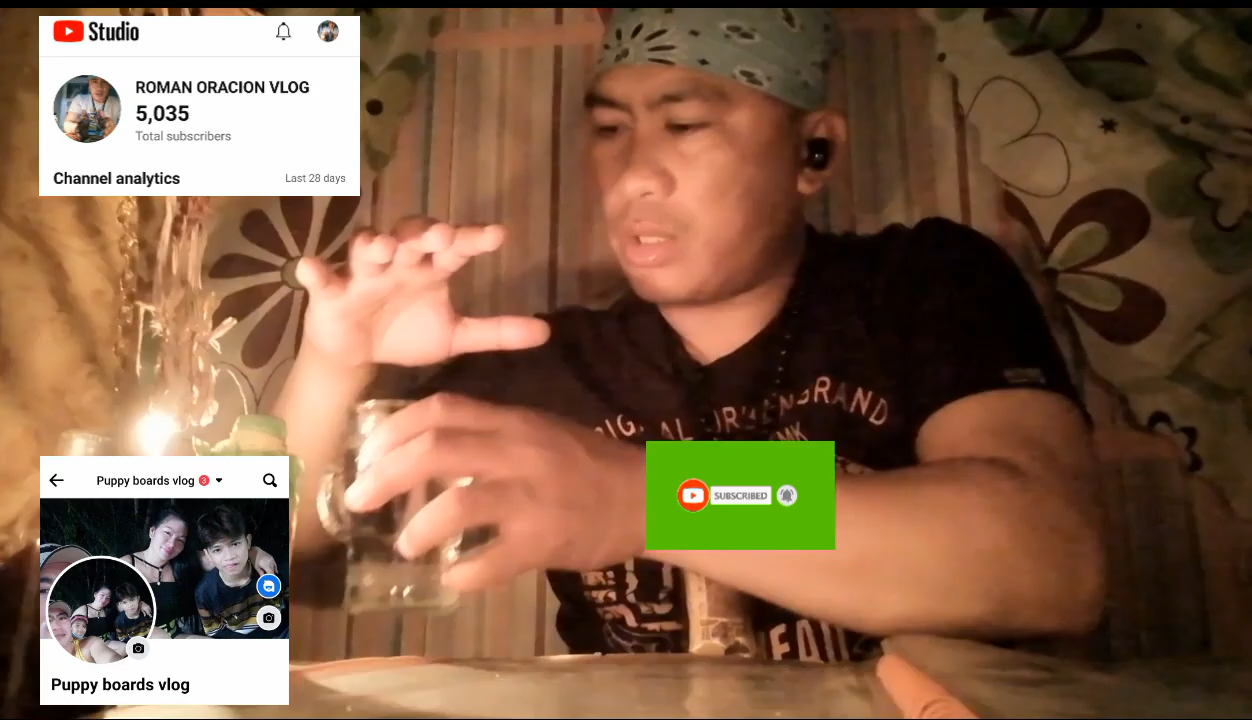 Studio
ROMAN ORACION VLOG
5,035
Total subscribers
Channel analytics
Last 28 days
BRAND
SUBSCRIBED
Puppy boards vlog 3
Puppy boards vlog